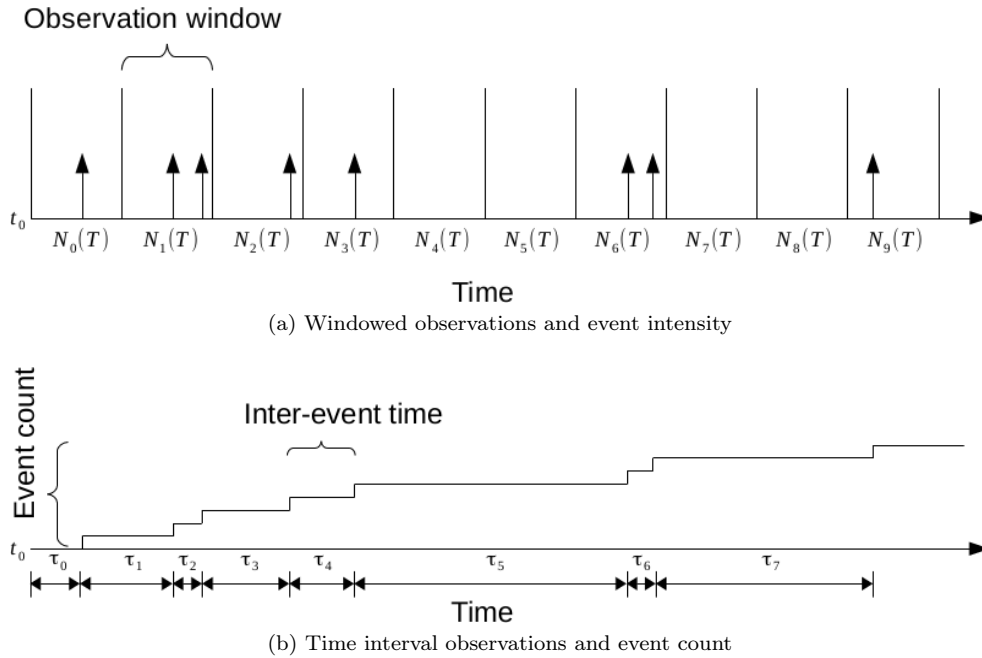 Observation window
t₀
N₀(T) N₁(T) N₂(T) N₃(T) N₄(T) N₅(T) N₆(T) N₇(T) N₈(T) N₉(T)
Time
(a) Windowed observations and event intensity
Event count
Inter-event time
t₀
τ₀ τ₁ τ₂ τ₃ τ₄ τ₅ τ₆ τ₇
Time
(b) Time interval observations and event count